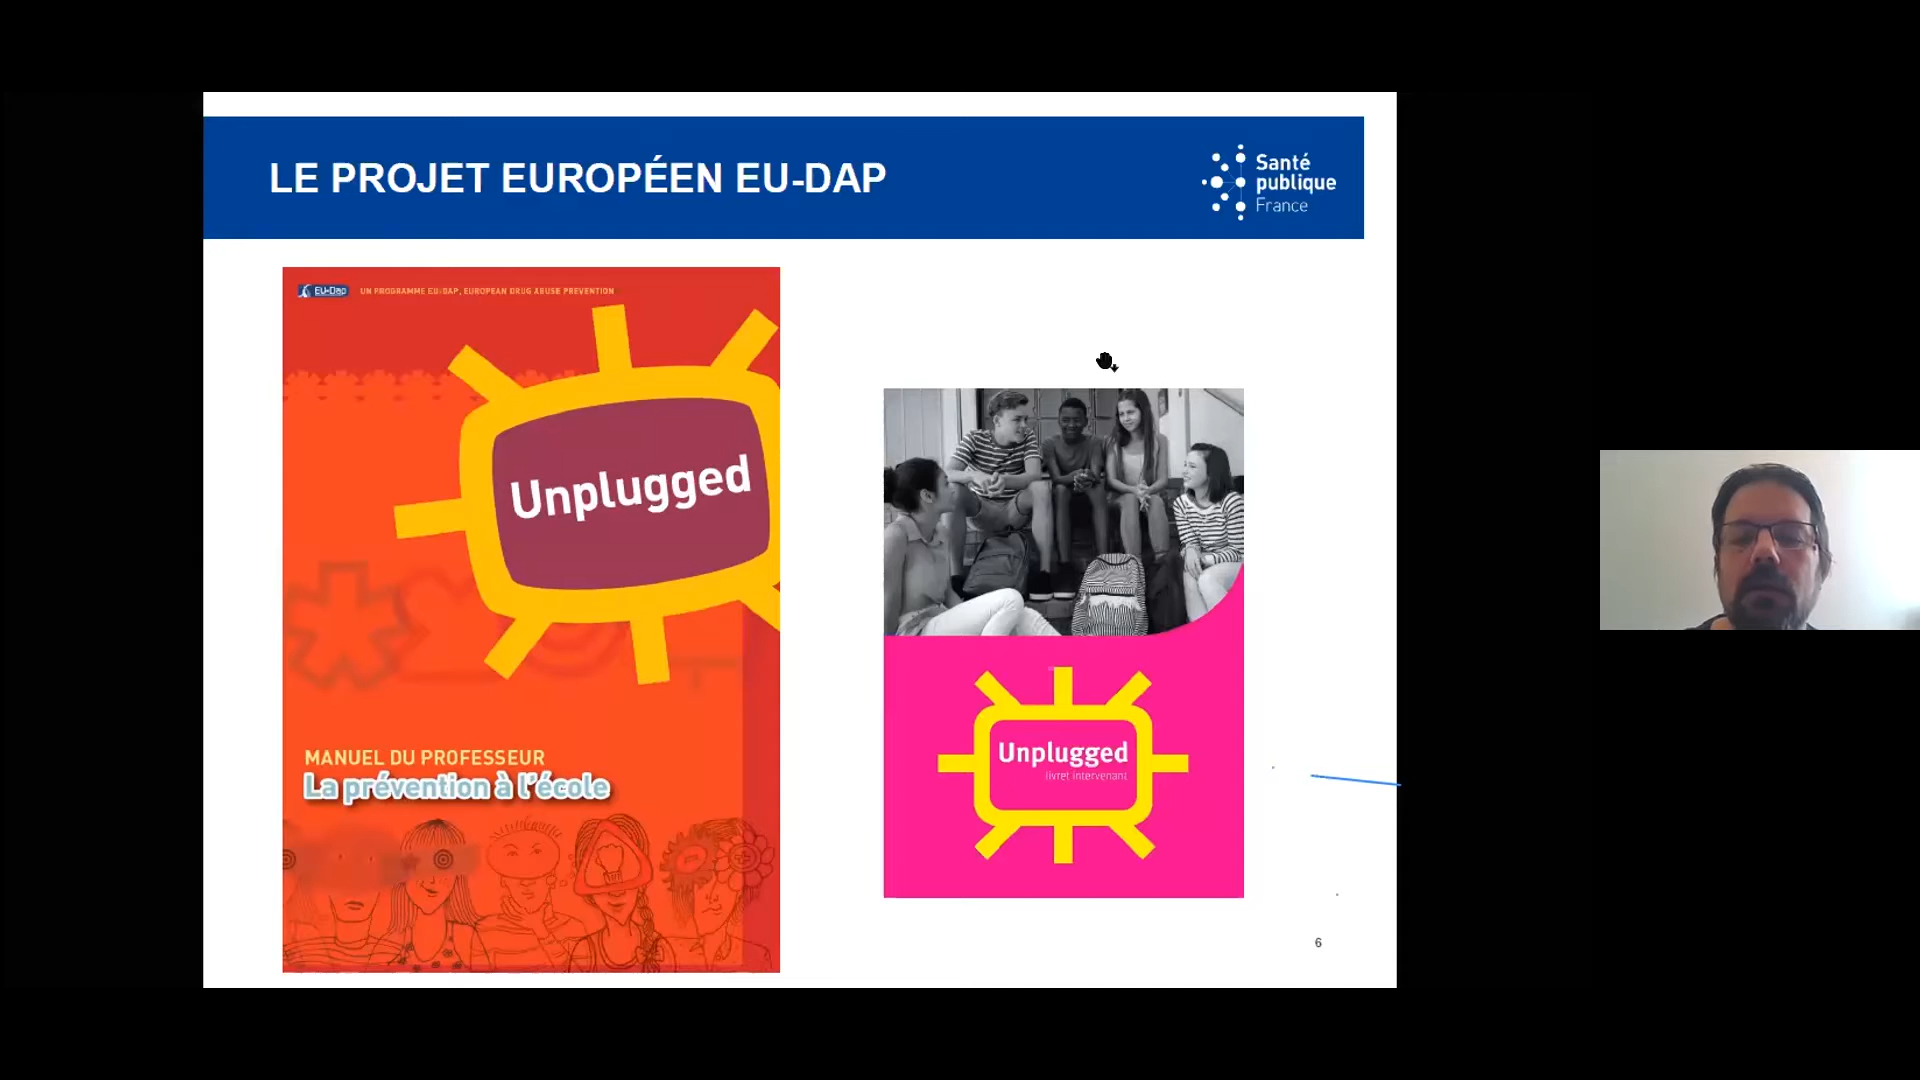 LE PROJET EUROPÉEN EU-DAP
Santé
publique
France
EU-Dap
UN PROGRAMME EU-DAP, EUROPEAN DRUG ABUSE PREVENTION
Unplugged
MANUEL DU PROFESSEUR
La prévention à l'école
Unplugged
livret intervenant
6